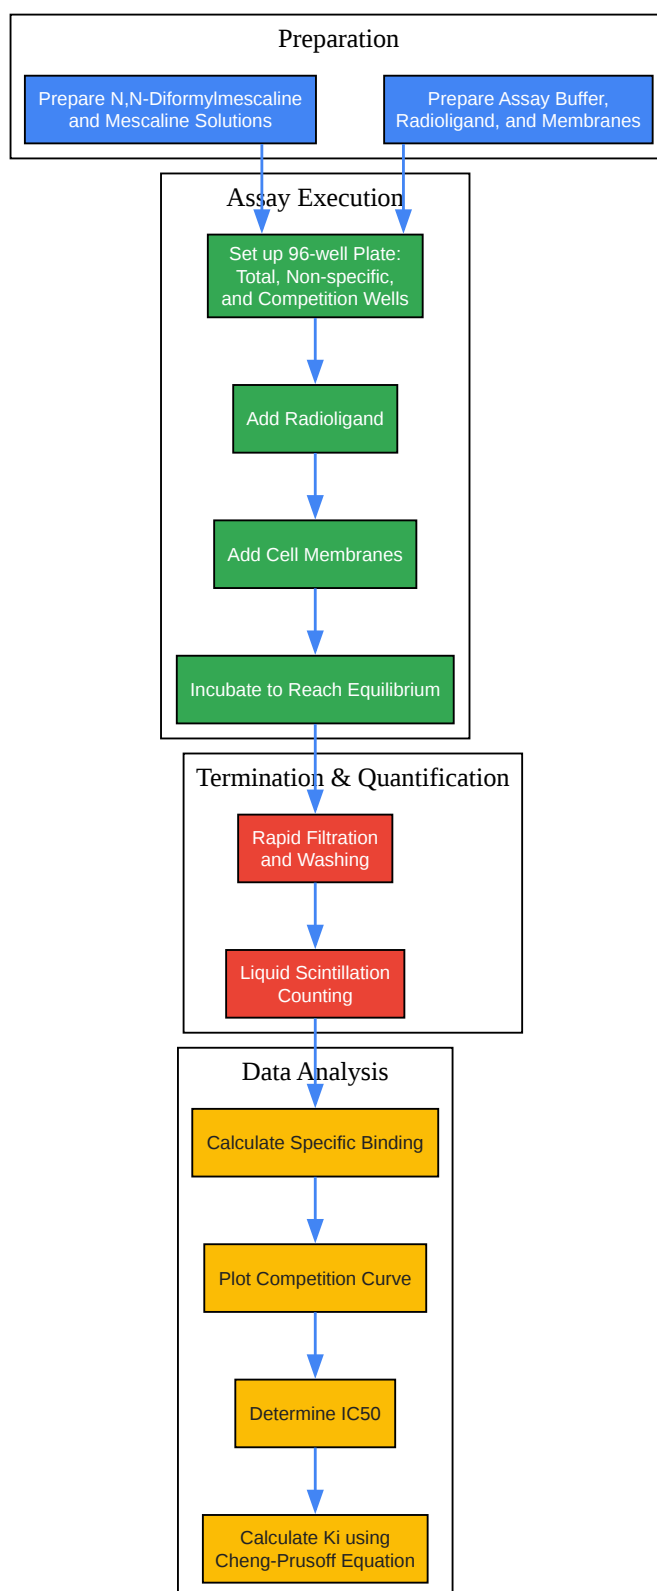 Preparation
Prepare N,N-Diformylmescaline
and Mescaline Solutions
Prepare Assay Buffer,
Radioligand, and Membranes
Assay Execution
Set up 96-well Plate:
Total, Non-specific,
and Competition Wells
Add Radioligand
Add Cell Membranes
Incubate to Reach Equilibrium
Termination & Quantification
Rapid Filtration
and Washing
Liquid Scintillation
Counting
Data Analysis
Calculate Specific Binding
Plot Competition Curve
Determine IC50
Calculate Ki using
Cheng-Prusoff Equation